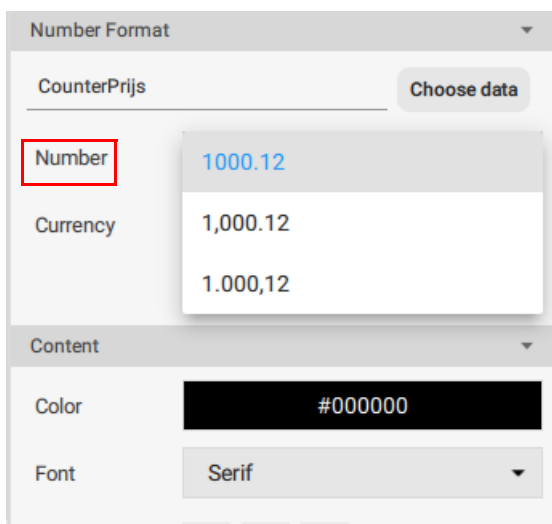 Number Format
CounterPrijs Choose data
Number 1000.12
Currency 1,000.12
1.000,12
Content
Color #000000
Font Serif